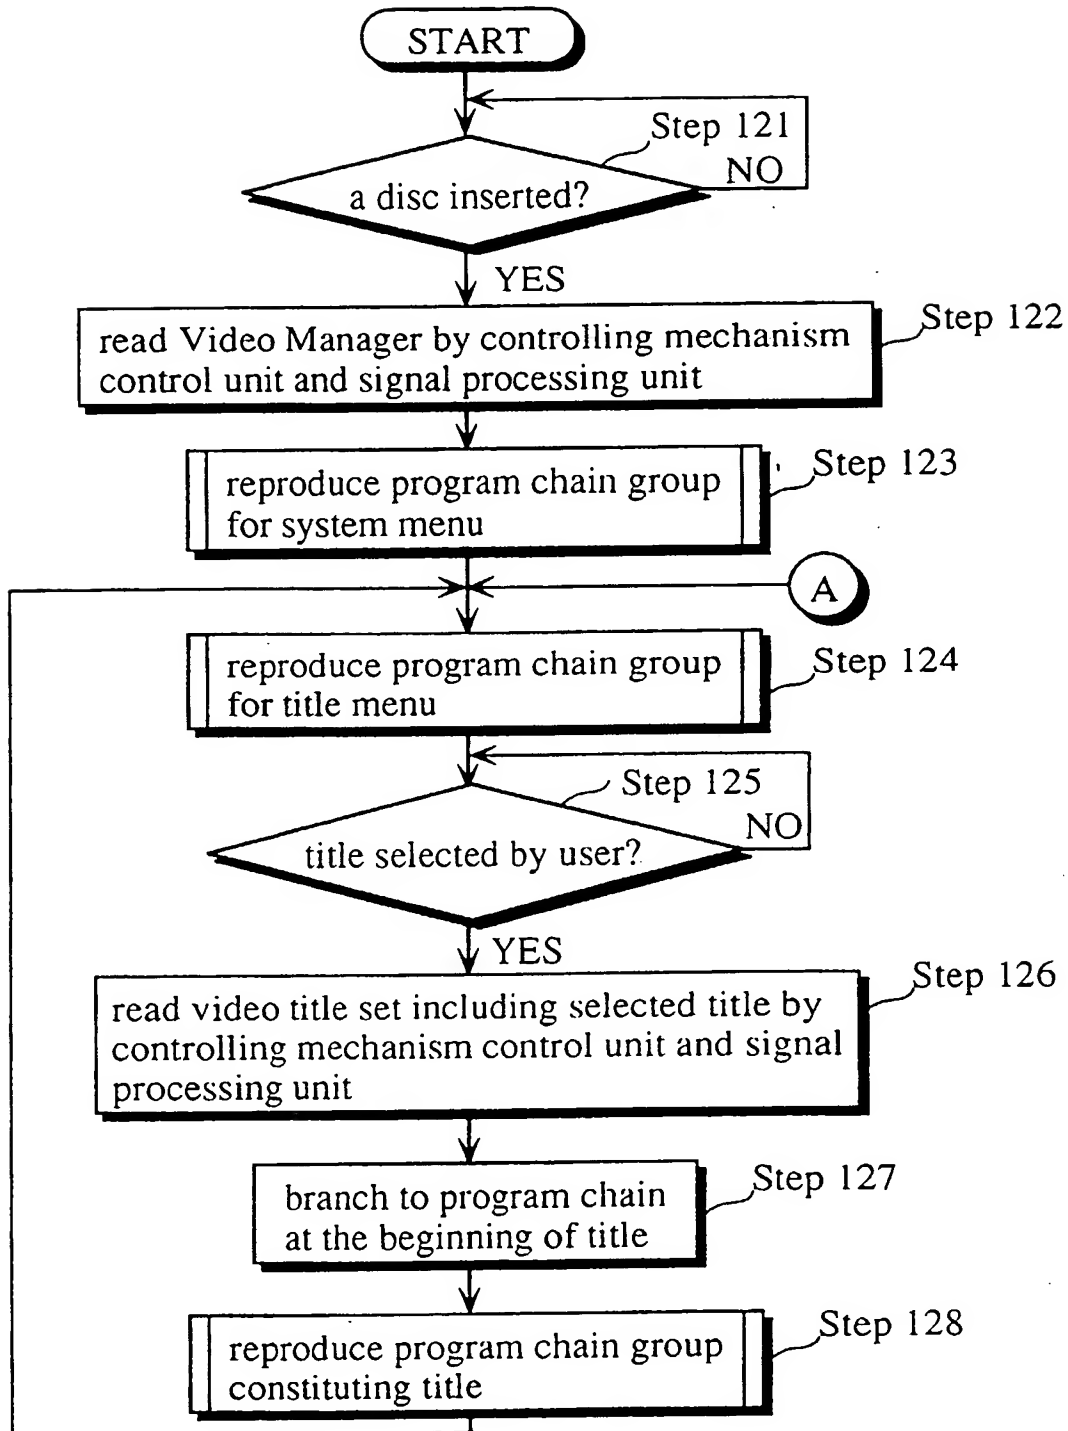 START
Step 121
NO
a disc inserted?
YES
Step 122
read Video Manager by controlling mechanism
control unit and signal processing unit
Step 123
reproduce program chain group
for system menu
A
Step 124
reproduce program chain group
for title menu
Step 125
NO
title selected by user?
YES
Step 126
read video title set including selected title by
controlling mechanism control unit and signal
processing unit
Step 127
branch to program chain
at the beginning of title
Step 128
reproduce program chain group
constituting title